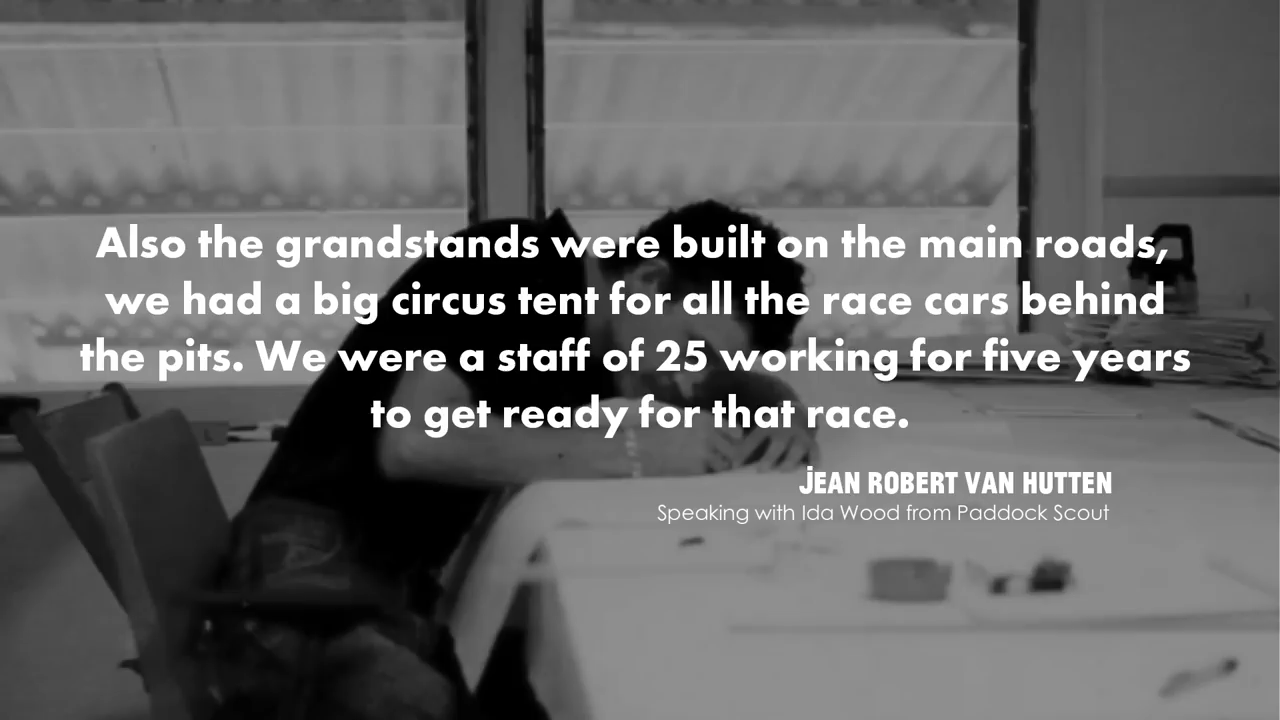 Also the grandstands were built on the main roads,
we had a big circus tent for all the race cars behind
the pits. We were a staff of 25 working for five years
to get ready for that race.
JEAN ROBERT VAN HUTTEN
Speaking with Ida Wood from Paddock Scout